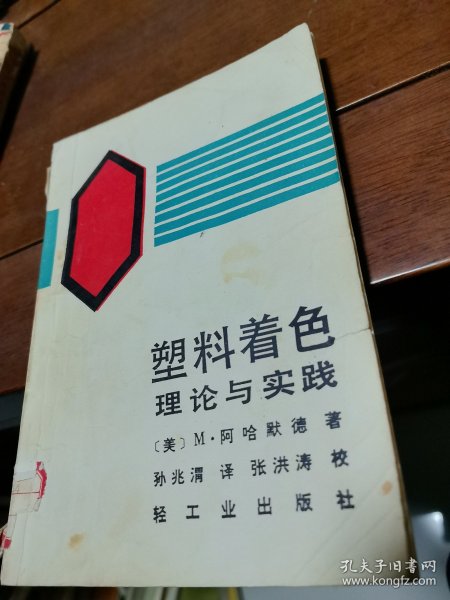 塑料着色
理论与实践
〔美〕M·阿哈默德 著
孙兆渭 译 张洪涛 校
轻工业出版社
孔夫子旧书网
www.kongfz.com